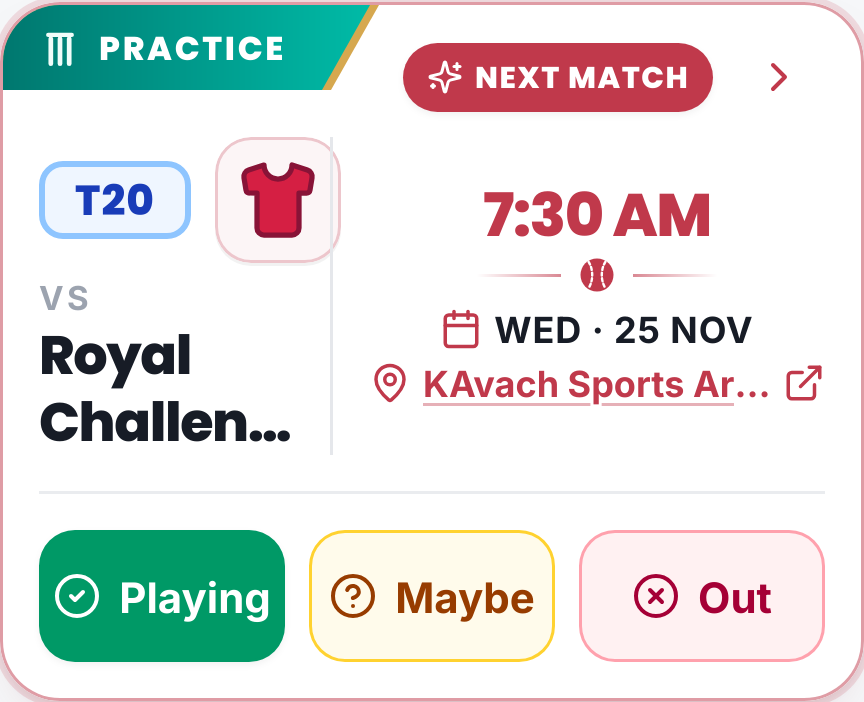 PRACTICE
NEXT MATCH
T20
VS
Royal
Challen...
7:30 AM
WED · 25 NOV
KAvach Sports Ar...
Playing
Maybe
Out